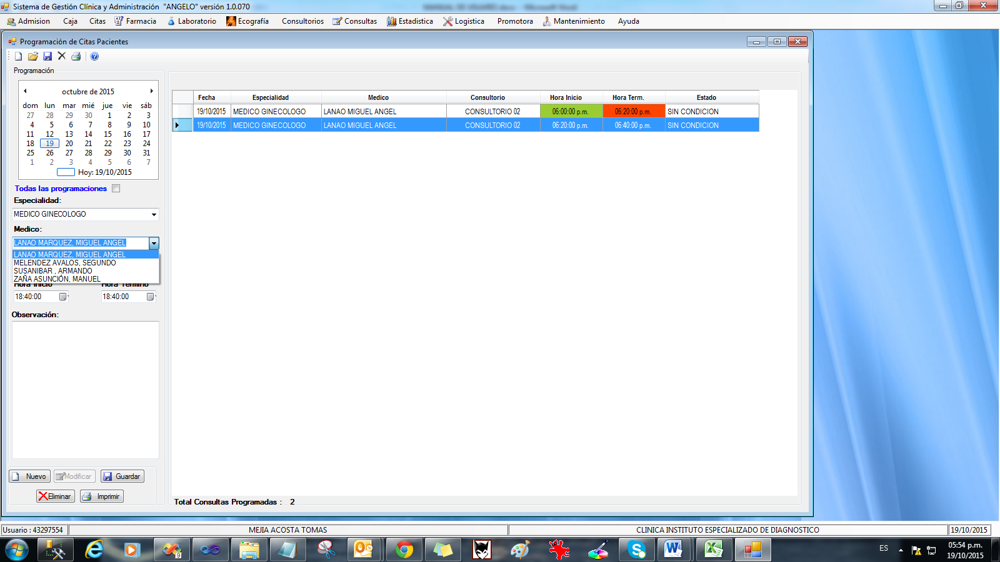 Sistema de Gestión Clínica y Administración "ANGELO" versión 1.0.070
Admision Caja Citas Farmacia Laboratorio Ecografía Consultorios Consultas Estadistica Logistica Promotora Mantenimiento Ayuda
Programación de Citas Pacientes
Programación
octubre de 2015
dom lun mar mié jue vie sáb
27 28 29 30 1 2 3
4 5 6 7 8 9 10
11 12 13 14 15 16 17
18 19 20 21 22 23 24
25 26 27 28 29 30 31
1 2 3 4 5 6 7
Hoy: 19/10/2015
Todas las programaciones
Especialidad:
MEDICO GINECOLOGO
Medico:
LANAO MARQUEZ, MIGUEL ANGEL
LANAO MARQUEZ, MIGUEL ANGEL
MELENDEZ AVALOS, SEGUNDO
SUSANIBAR , ARMANDO
ZAÑA ASUNCIÓN, MANUEL
Hora Inicio Hora Termino
18:40:00 18:40:00
Observación:
Nuevo Modificar Guardar
Eliminar Imprimir
Fecha Especialidad Medico Consultorio Hora Inicio Hora Term. Estado
19/10/2015 MEDICO GINECOLOGO LANAO MIGUEL ANGEL CONSULTORIO 02 06:00:00 p.m. 06:20:00 p.m. SIN CONDICION
19/10/2015 MEDICO GINECOLOGO LANAO MIGUEL ANGEL CONSULTORIO 02 06:20:00 p.m. 06:40:00 p.m. SIN CONDICION
Total Consultas Programadas : 2
Usuario : 43297554 MEJIA ACOSTA TOMAS CLINICA INSTITUTO ESPECIALIZADO DE DIAGNOSTICO 19/10/2015
9
ES
05:54 p.m.
19/10/2015